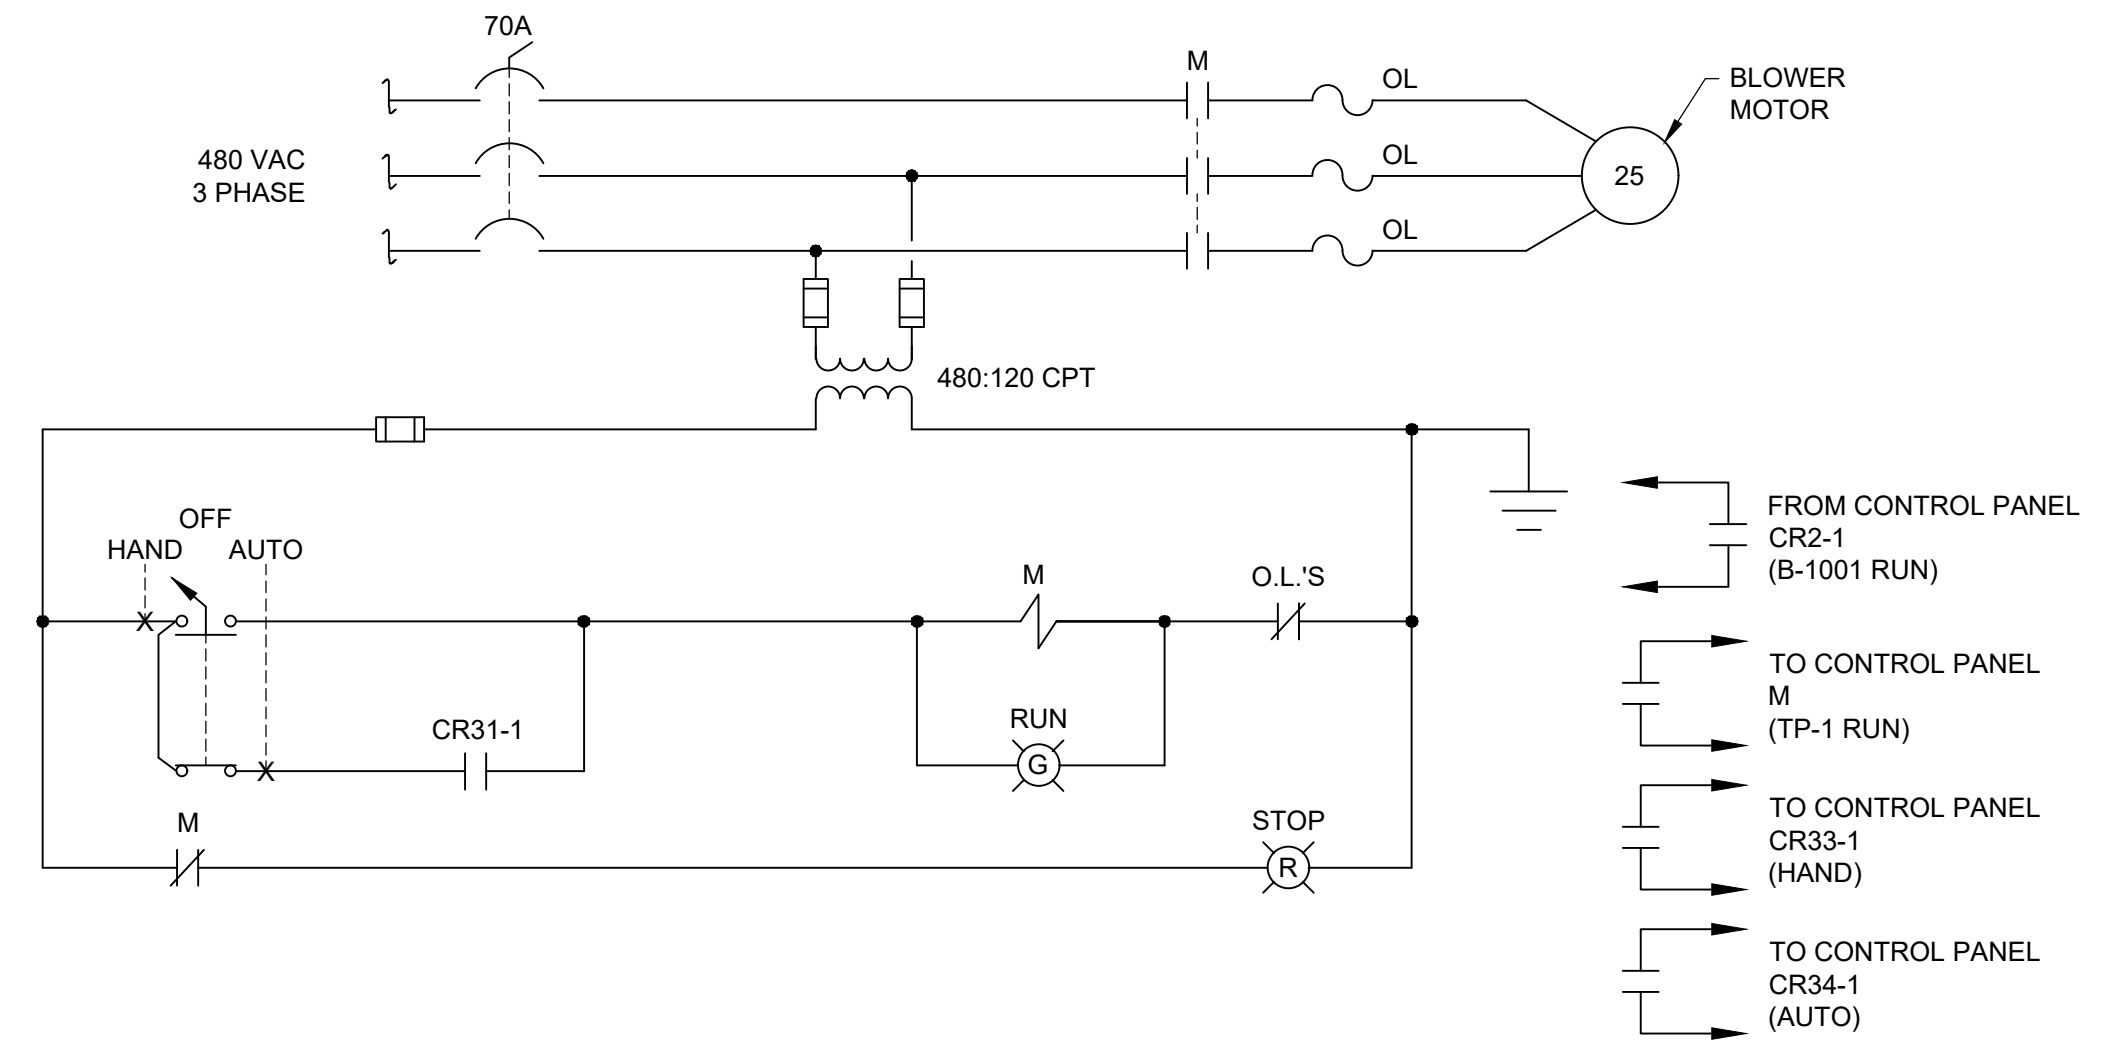 70A
M
OL
BLOWER
MOTOR
480 VAC
3 PHASE
OL
25
OL
480:120 CPT
OFF
HAND
AUTO
M
O.L.'S
CR31-1
RUN
G
M
STOP
R
FROM CONTROL PANEL
CR2-1
(B-1001 RUN)
TO CONTROL PANEL
M
(TP-1 RUN)
TO CONTROL PANEL
CR33-1
(HAND)
TO CONTROL PANEL
CR34-1
(AUTO)